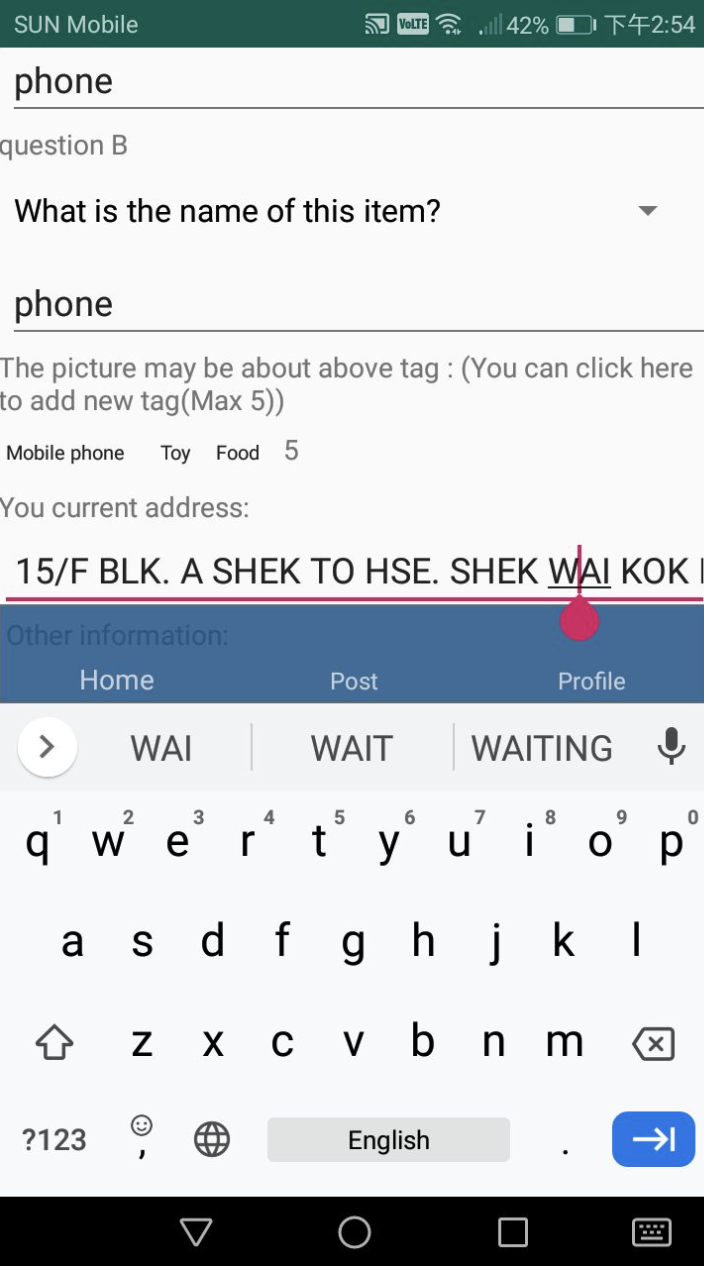 SUN Mobile VoLTE 42% 下午2:54
phone
question B
What is the name of this item?
phone
The picture may be about above tag : (You can click here
to add new tag(Max 5))
Mobile phone Toy Food 5
You current address:
15/F BLK. A SHEK TO HSE. SHEK WAI KOK
Other information:
Home Post Profile
WAI WAIT WAITING
1 2 3 4 5 6 7 8 9 0
q w e r t y u i o p
a s d f g h j k l
z x c v b n m
?123 , English .